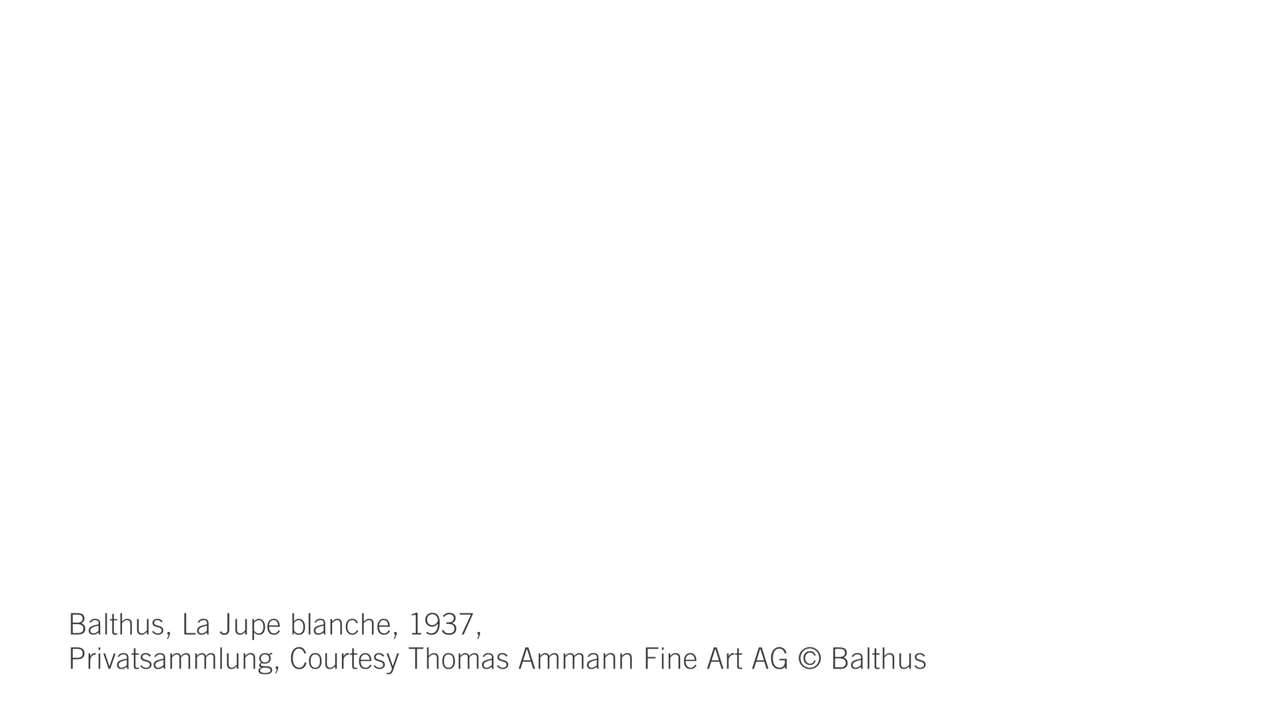 Balthus, La Jupe blanche, 1937,
Privatsammlung, Courtesy Thomas Ammann Fine Art AG © Balthus